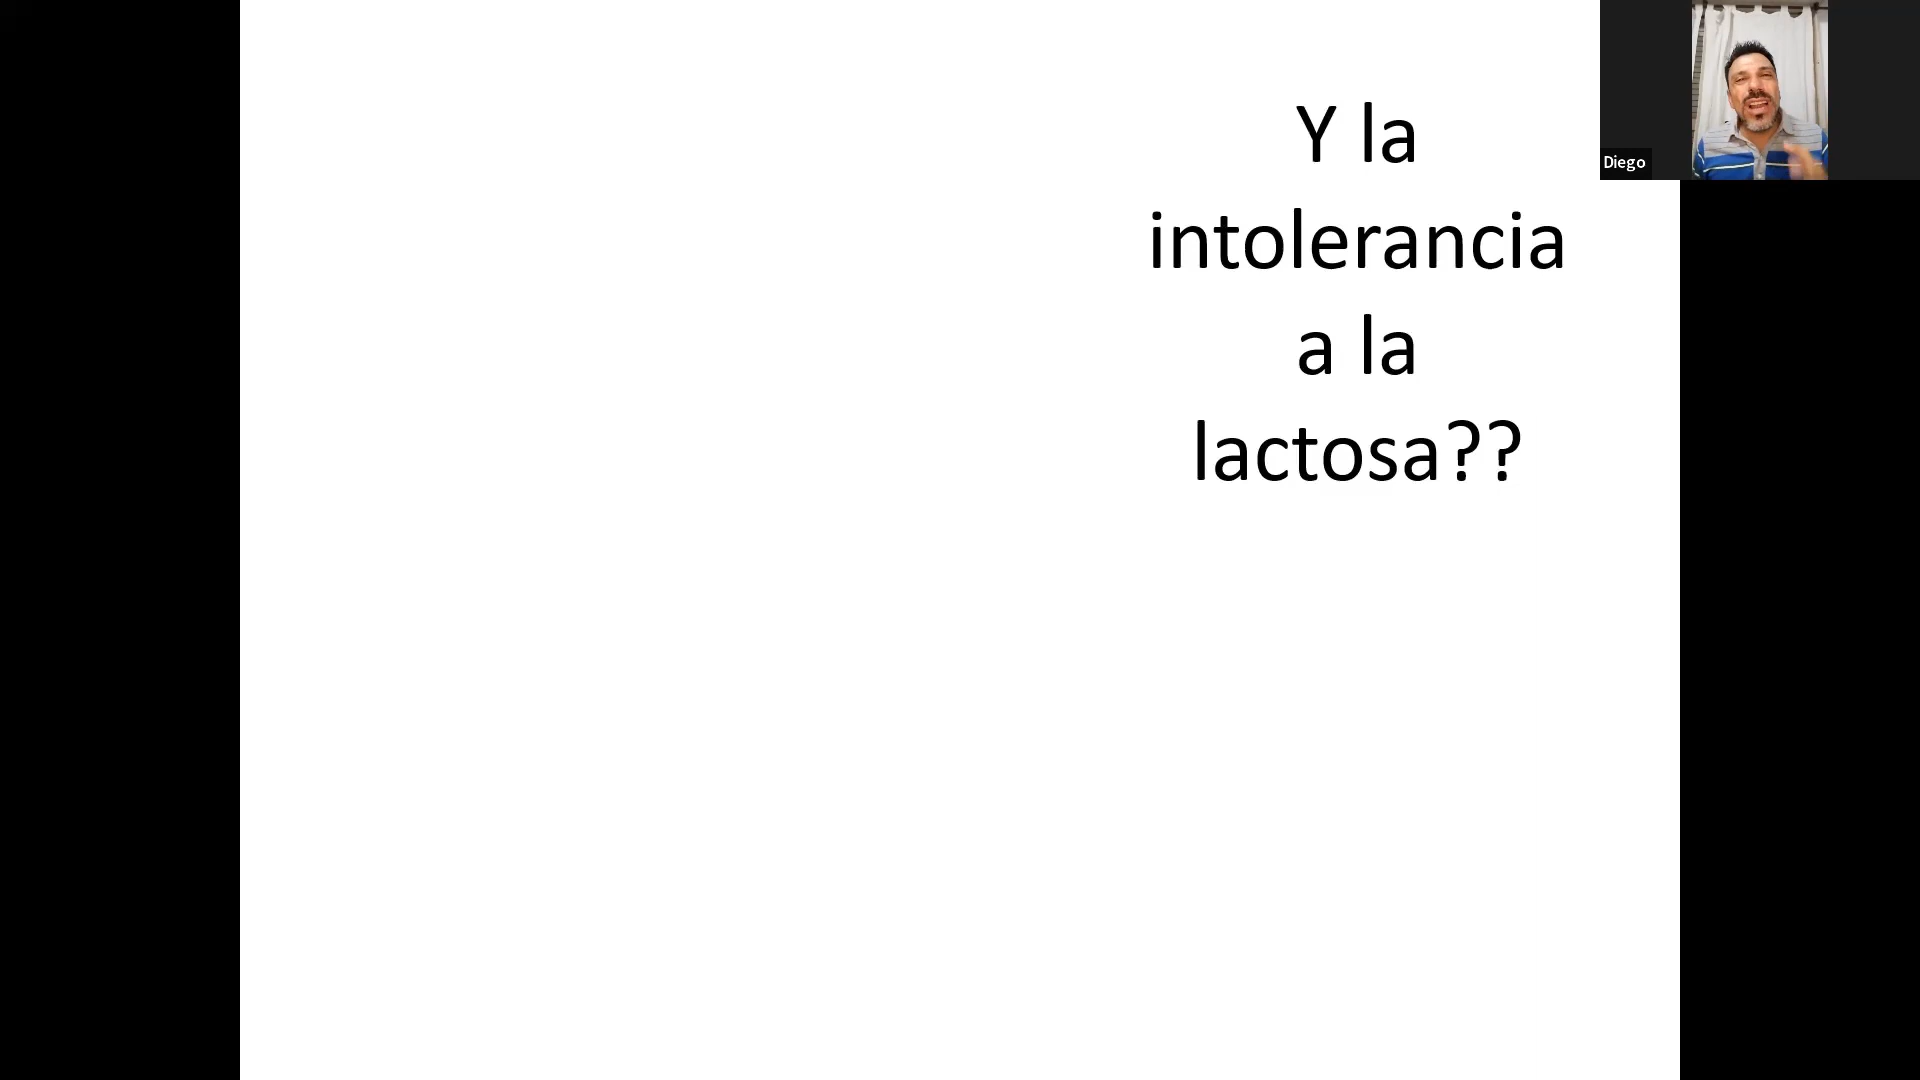 Y la
intolerancia
a la
lactosa??
Diego